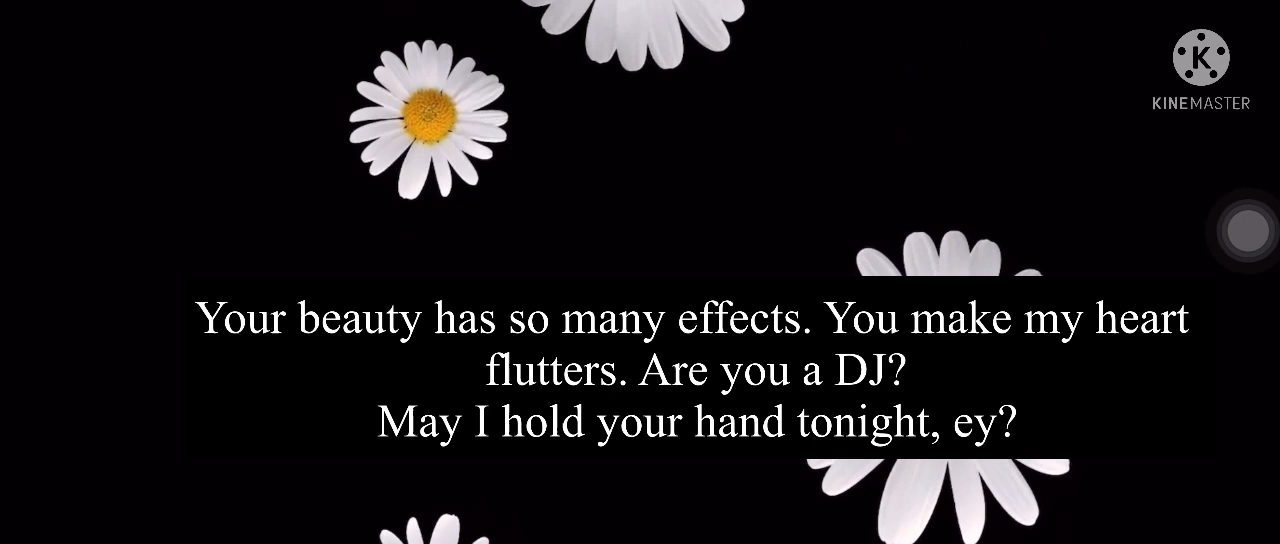 K
KINEMASTER
Your beauty has so many effects. You make my heart
flutters. Are you a DJ?
May I hold your hand tonight, ey?